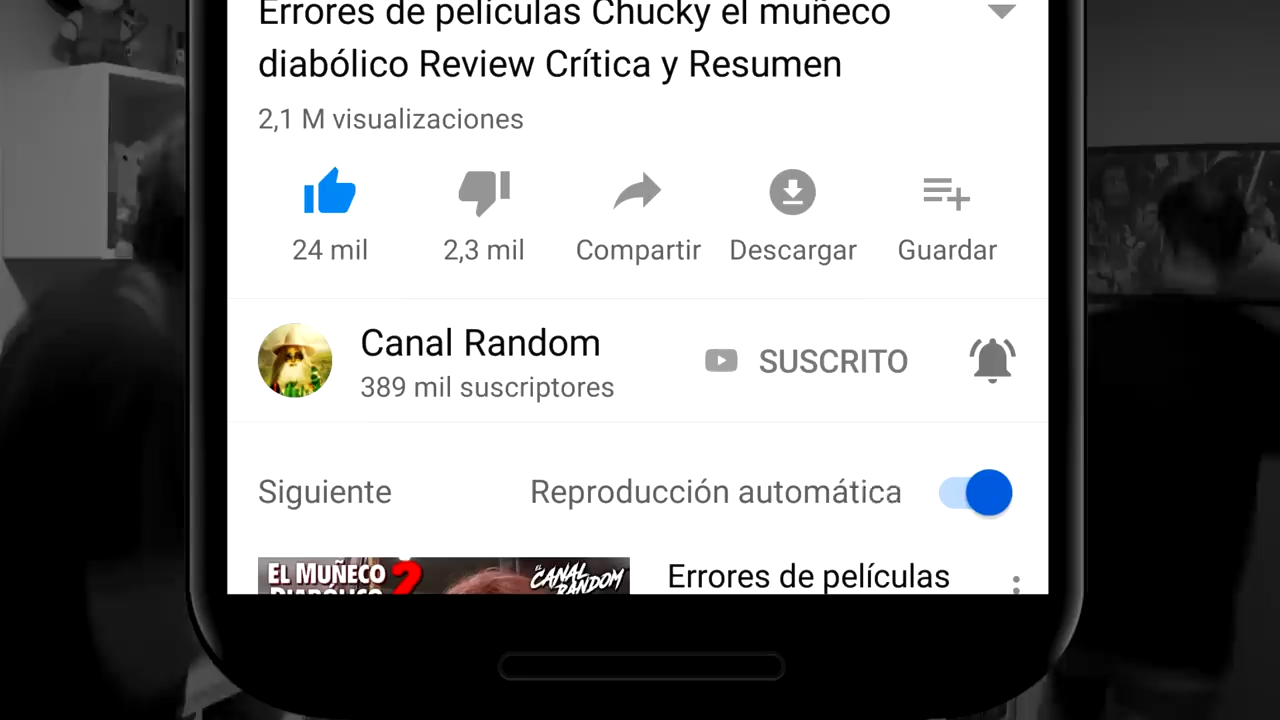 Errores de películas Chucky el muñeco
diabólico Review Crítica y Resumen
2,1 M visualizaciones
24 mil
2,3 mil
Compartir
Descargar
Guardar
Canal Random
389 mil suscriptores
SUSCRITO
Siguiente
Reproducción automática
EL MUÑECO
DIABÓLICO 2
EL CANAL
RANDOM
Errores de películas